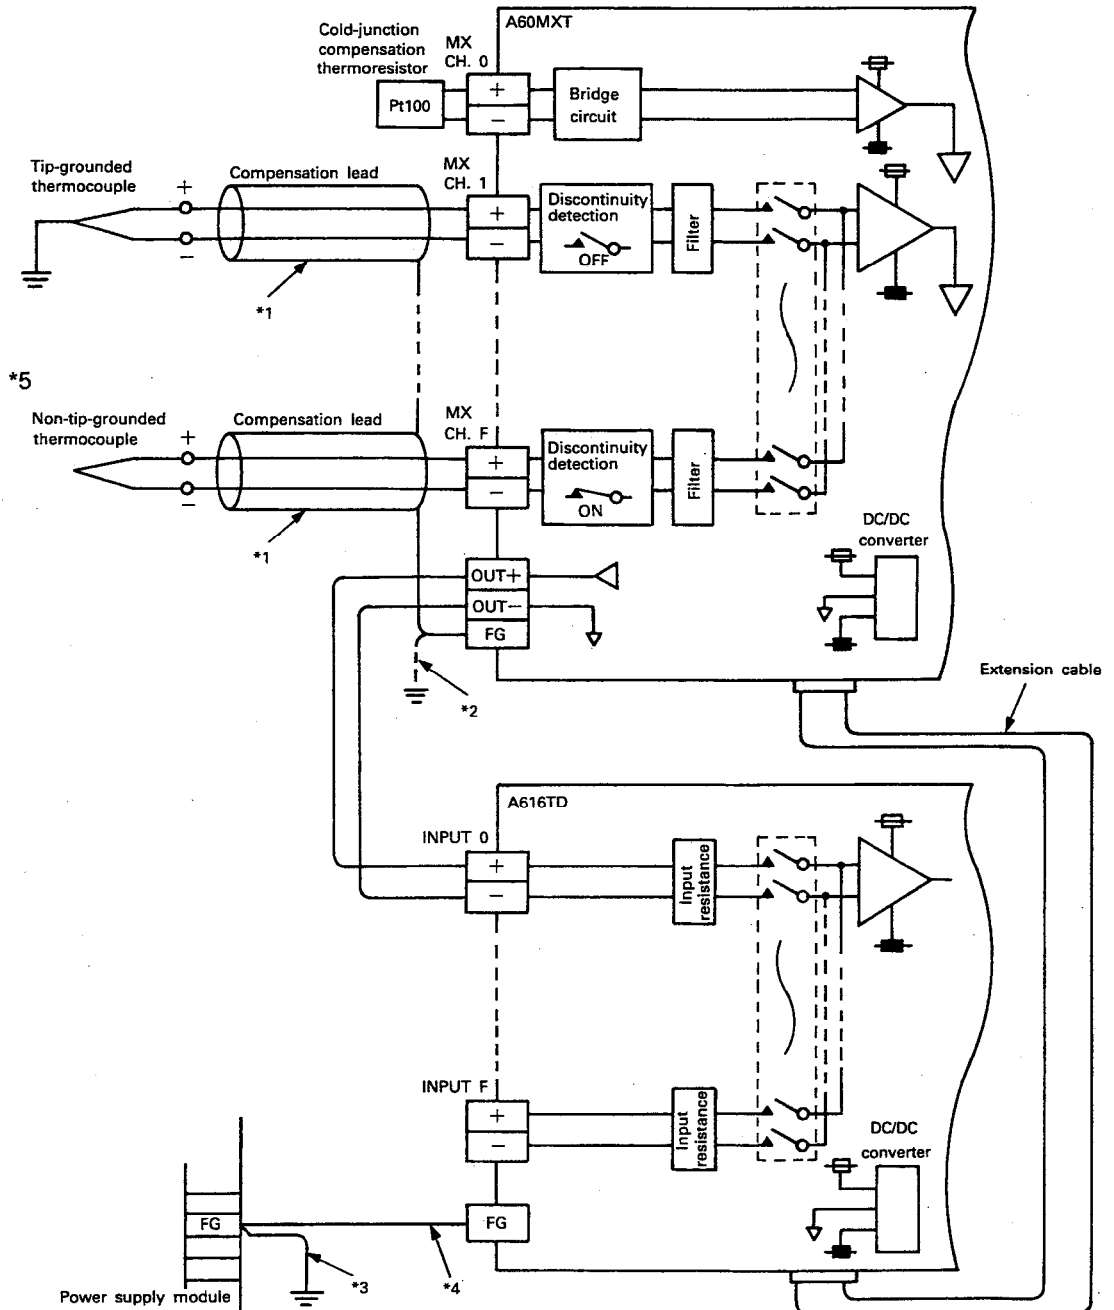 A60MXT
Cold-junction
compensation
thermoresistor
MX
CH. 0
Pt100
+
−
Bridge
circuit
Tip-grounded
thermocouple
+
−
Compensation lead
*1
MX
CH. 1
+
−
Discontinuity
detection
OFF
Filter
*5
Non-tip-grounded
thermocouple
+
−
Compensation lead
*1
MX
CH. F
+
−
Discontinuity
detection
ON
Filter
DC/DC
converter
OUT+
OUT−
FG
*2
Extension cable
A616TD
INPUT 0
+
−
Input
resistance
INPUT F
+
−
Input
resistance
DC/DC
converter
FG
FG
*3
*4
Power supply module